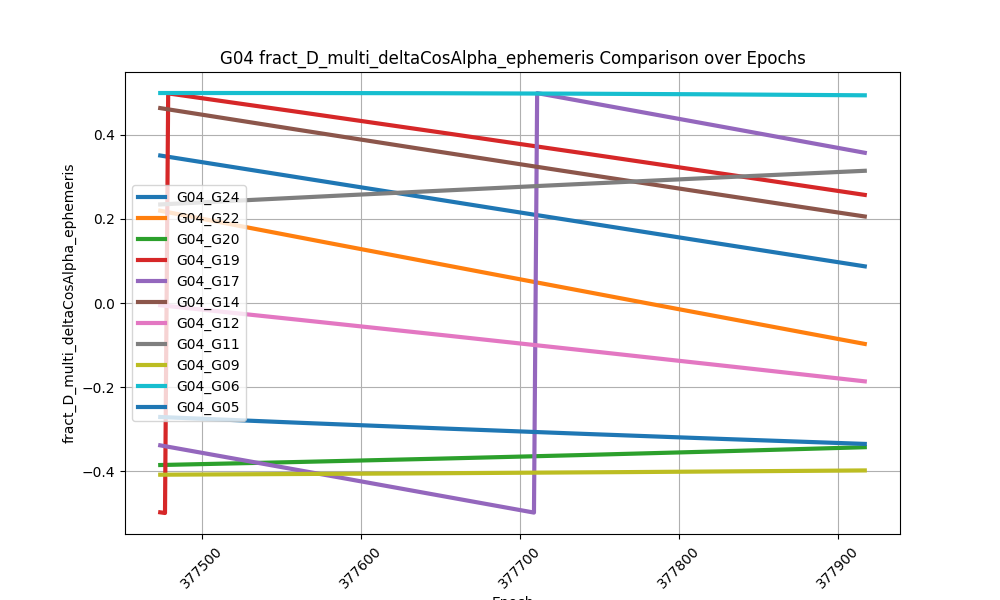 G04 fract_D_multi_deltaCosAlpha_ephemeris Comparison over Epochs
fract_D_multi_deltaCosAlpha_ephemeris
0.4
0.2
0.0
−0.2
−0.4
G04_G24
G04_G22
G04_G20
G04_G19
G04_G17
G04_G14
G04_G12
G04_G11
G04_G09
G04_G06
G04_G05
377500
377600
377700
377800
377900
Epoch